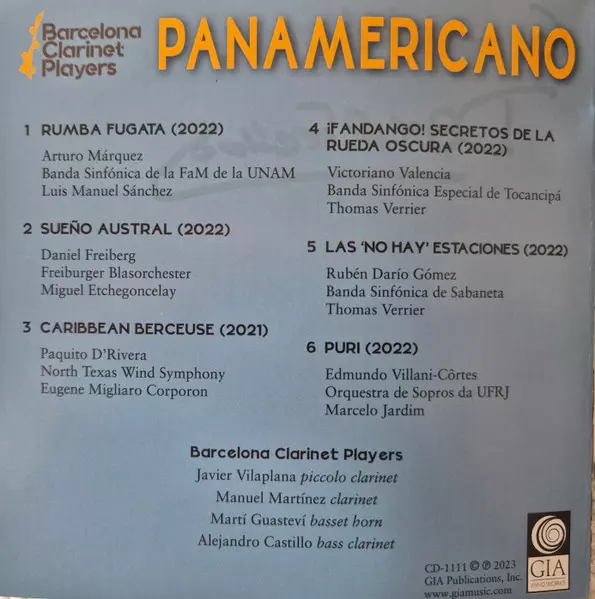 Barcelona
Clarinet
Players
PANAMERICANO
1 RUMBA FUGATA (2022)
Arturo Márquez
Banda Sinfónica de la FaM de la UNAM
Luis Manuel Sánchez
2 SUEÑO AUSTRAL (2022)
Daniel Freiberg
Freiburger Blasorchester
Miguel Etchegoncelay
3 CARIBBEAN BERCEUSE (2021)
Paquito D'Rivera
North Texas Wind Symphony
Eugene Migliaro Corporon
4 ¡FANDANGO! SECRETOS DE LA
RUEDA OSCURA (2022)
Victoriano Valencia
Banda Sinfónica Especial de Tocancipá
Thomas Verrier
5 LAS 'NO HAY' ESTACIONES (2022)
Rubén Darío Gómez
Banda Sinfónica de Sabaneta
Thomas Verrier
6 PURI (2022)
Edmundo Villani-Côrtes
Orquestra de Sopros da UFRJ
Marcelo Jardim
Barcelona Clarinet Players
Javier Vilaplana piccolo clarinet
Manuel Martínez clarinet
Martí Guasteví basset horn
Alejandro Castillo bass clarinet
CD-1111 © ℗ 2023
GIA Publications, Inc.
www.giamusic.com
GIA
WINDWORKS